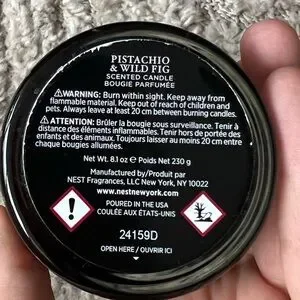 PISTACHIO
& WILD FIG
SCENTED CANDLE
BOUGIE PARFUMÉE
⚠WARNING: Burn within sight. Keep away from
flammable material. Keep out of reach of children and
pets. Always leave at least 20 cm between burning candles.
⚠ATTENTION: Brûler la bougie sous surveillance. Tenir à
distance des éléments inflammables. Tenir hors de portée des
enfants et des animaux. Toujours laisser au moins 20 cm entre
chaque bougies allumées.
Net Wt. 8.1 oz e Poids Net 230 g
Manufactured by/Produit par
NEST Fragrances, LLC New York, NY 10022
www.nestnewyork.com
POURED IN THE USA
COULÉE AUX ÉTATS-UNIS
24159D
OPEN HERE / OUVRIR ICI